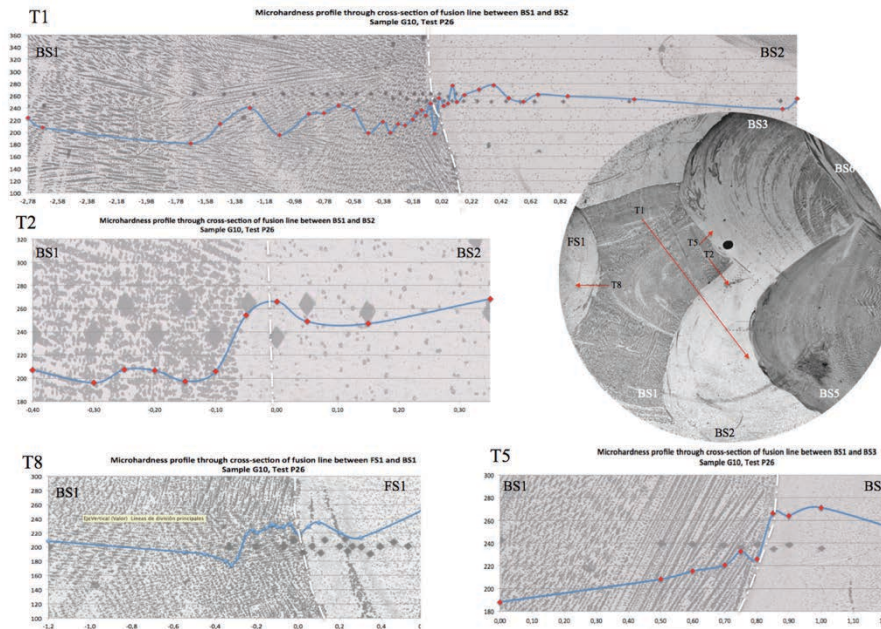 T1
Microhardness profile through cross-section of fusion line between BS1 and BS2
Sample G10, Test P26
360
340
320
300
280
260
240
220
200
180
160
140
120
100
BS1
BS2
-2,78 -2,58 -2,38 -2,18 -1,98 -1,78 -1,58 -1,38 -1,18 -0,98 -0,78 -0,58 -0,38 -0,18 0,02 0,22 0,42 0,62 0,82
T2
Microhardness profile through cross-section of fusion line between BS1 and BS2
Sample G10, Test P26
300
280
260
240
220
200
180
BS1
BS2
-0,40 -0,30 -0,20 -0,10 0,00 0,10 0,20 0,30
BS3
BS6
T1
FS1
T5
T2
T8
BS1
BS5
BS2
T8
Microhardness profile through cross-section of fusion line between FS1 and BS1
Sample G10, Test P26
300
280
260
240
220
200
180
160
140
120
100
BS1
FS1
-1,2 -1,0 -0,8 -0,6 -0,4 -0,2 0,0 0,2 0,4 0,6
T5
Microhardness profile through cross-section of fusion line between BS1 and BS3
Sample G10, Test P26
300
280
260
240
220
200
180
BS1
0,00 0,10 0,20 0,30 0,40 0,50 0,60 0,70 0,80 0,90 1,00 1,10